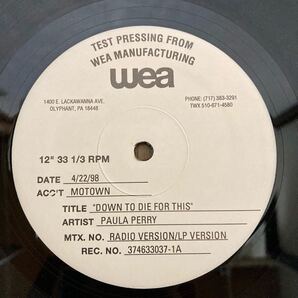 TEST PRESSING FROM
WEA MANUFACTURING
wea
1400 E. LACKAWANNA AVE.
OLYPHANT, PA 18448
PHONE: (717) 383-3291
TWX 510-671-4580
12" 33 1/3 RPM
DATE 4/22/98
ACC'T MOTOWN
TITLE "DOWN TO DIE FOR THIS"
ARTIST PAULA PERRY
MTX. NO. RADIO VERSION/LP VERSION
REC. NO. 374633037-1A